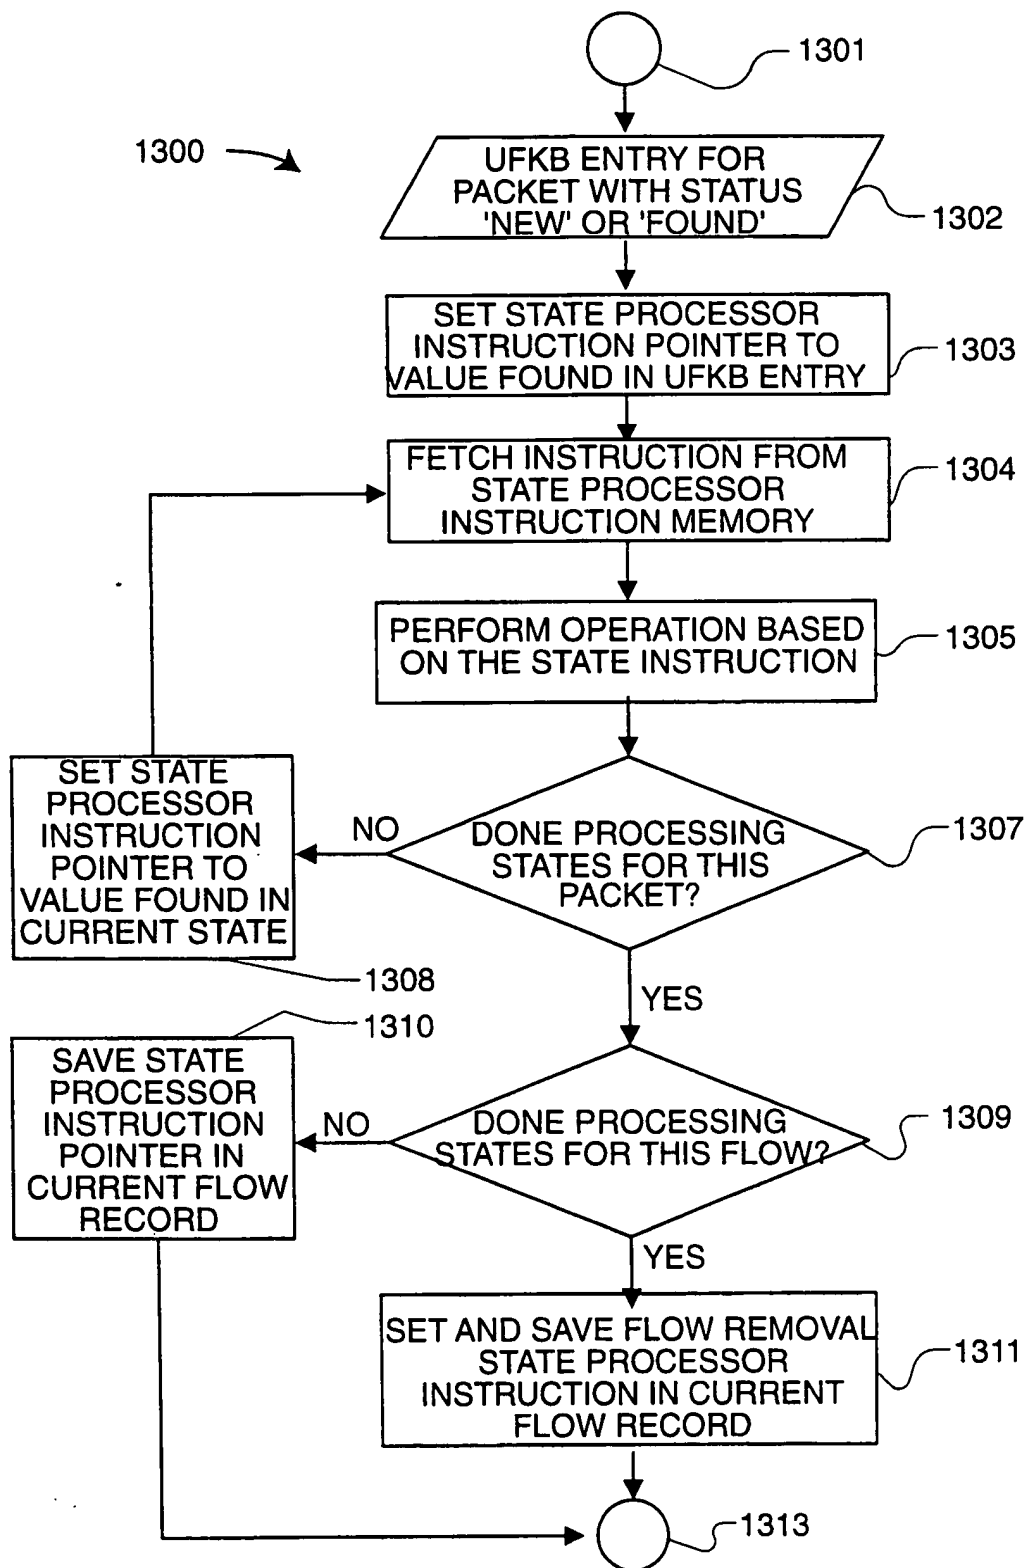 1301
1300
UFKB ENTRY FOR
PACKET WITH STATUS
'NEW' OR 'FOUND'
1302
SET STATE PROCESSOR
INSTRUCTION POINTER TO
VALUE FOUND IN UFKB ENTRY
1303
FETCH INSTRUCTION FROM
STATE PROCESSOR
INSTRUCTION MEMORY
1304
PERFORM OPERATION BASED
ON THE STATE INSTRUCTION
1305
DONE PROCESSING
STATES FOR THIS
PACKET?
1307
NO
SET STATE
PROCESSOR
INSTRUCTION
POINTER TO
VALUE FOUND IN
CURRENT STATE
1308
YES
1310
SAVE STATE
PROCESSOR
INSTRUCTION
POINTER IN
CURRENT FLOW
RECORD
NO
DONE PROCESSING
STATES FOR THIS FLOW?
1309
YES
SET AND SAVE FLOW REMOVAL
STATE PROCESSOR
INSTRUCTION IN CURRENT
FLOW RECORD
1311
1313